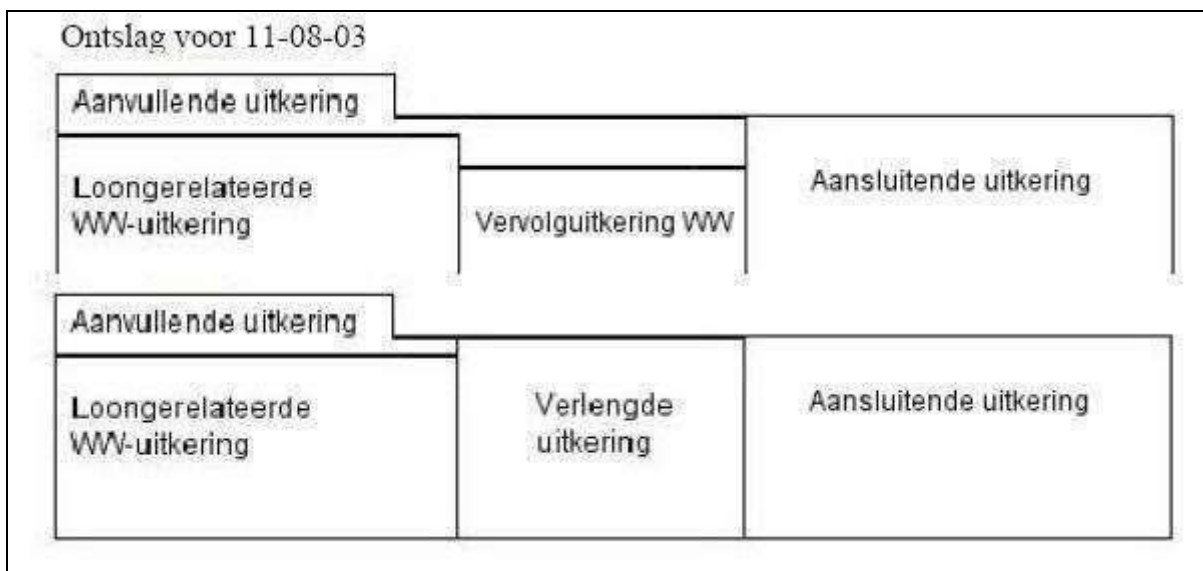 Ontslag voor 11-08-03
Aanvullende uitkering
Loongerelateerde
WW-uitkering
Vervolguitkering WW
Aansluitende uitkering
Aanvullende uitkering
Loongerelateerde
WW-uitkering
Verlengde
uitkering
Aansluitende uitkering